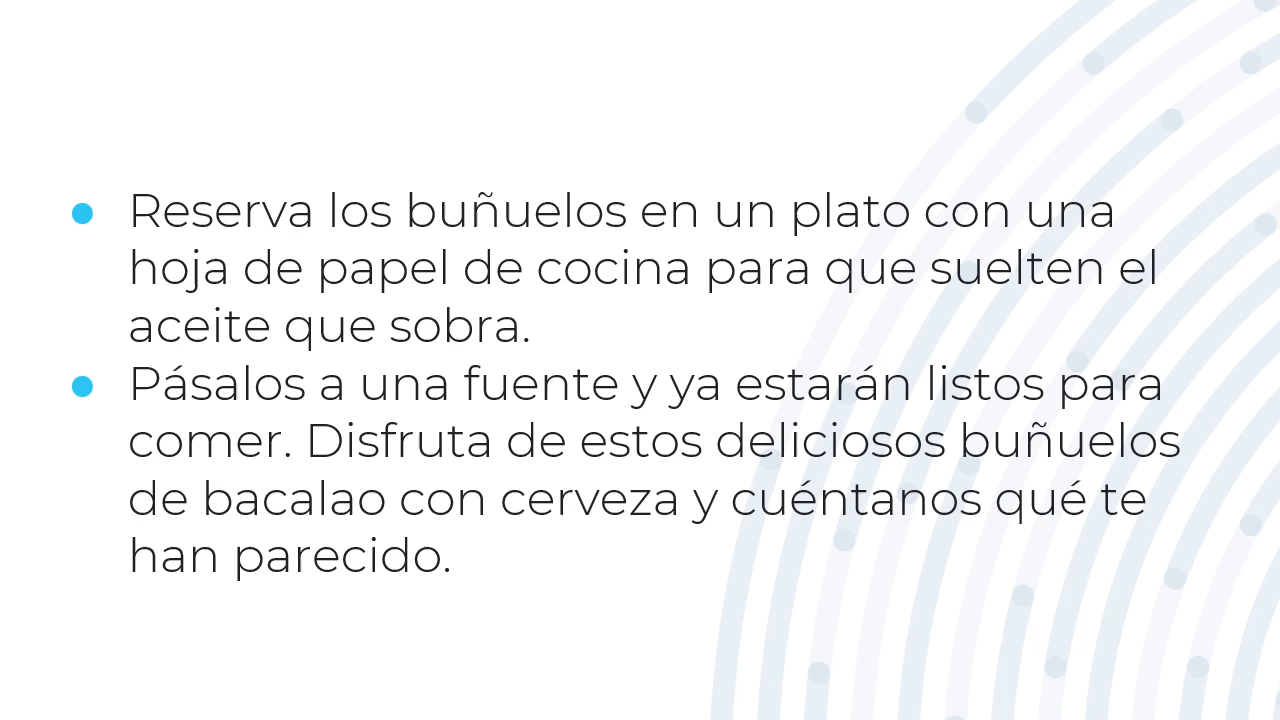 ● Reserva los buñuelos en un plato con una
hoja de papel de cocina para que suelten el
aceite que sobra.
● Pásalos a una fuente y ya estarán listos para
comer. Disfruta de estos deliciosos buñuelos
de bacalao con cerveza y cuéntanos qué te
han parecido.